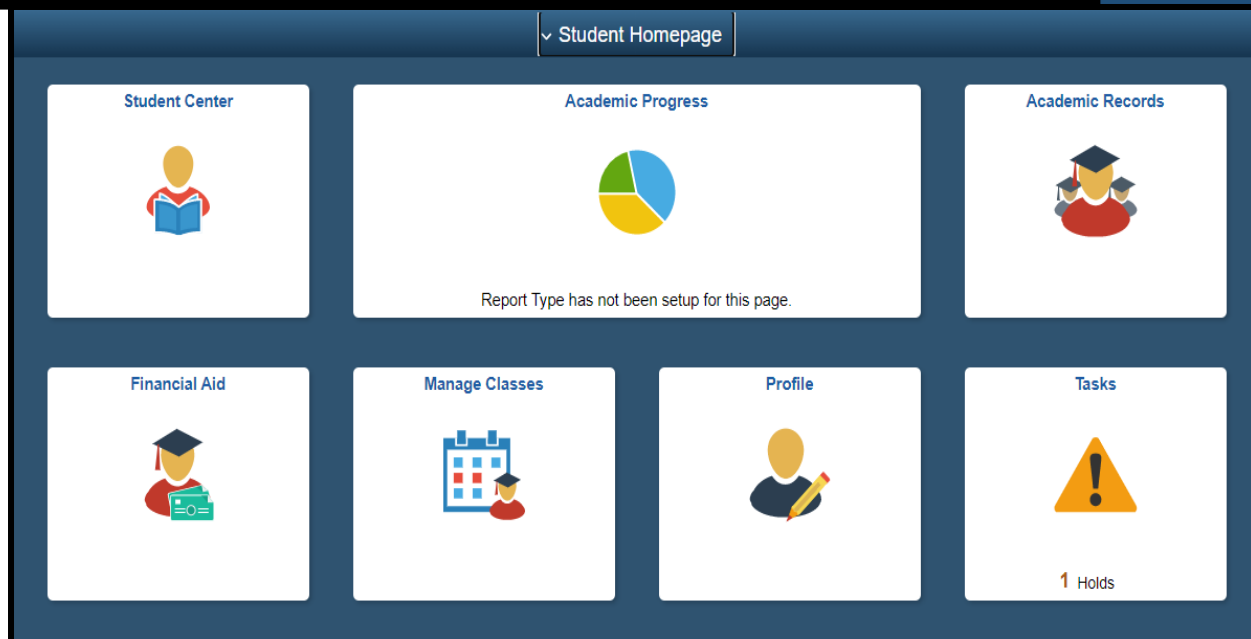 Student Homepage
Student Center
Academic Progress
Academic Records
Report Type has not been setup for this page.
Financial Aid
Manage Classes
Profile
Tasks
1 Holds